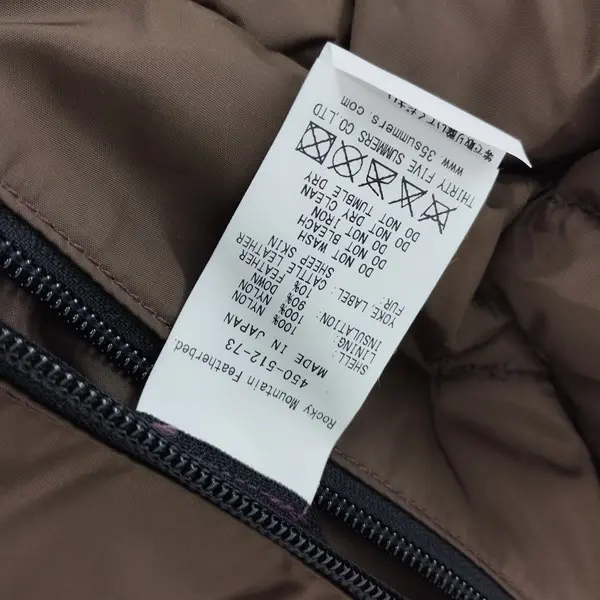 Rocky Mountain Featherbed.
450-512-73
MADE IN JAPAN
SHELL: 100% NYLON
LINING: 100% NYLON
INSULATION: 90% DOWN
10% FEATHER
YOKE LABEL: CATTLE LEATHER
FUR: SHEEP SKIN
DO NOT WASH
DO NOT BLEACH
DO NOT IRON
DO NOT DRY CLEAN
DO NOT TUMBLE DRY
THIRTY FIVE SUMMERS CO.,LTD
www.35summers.com